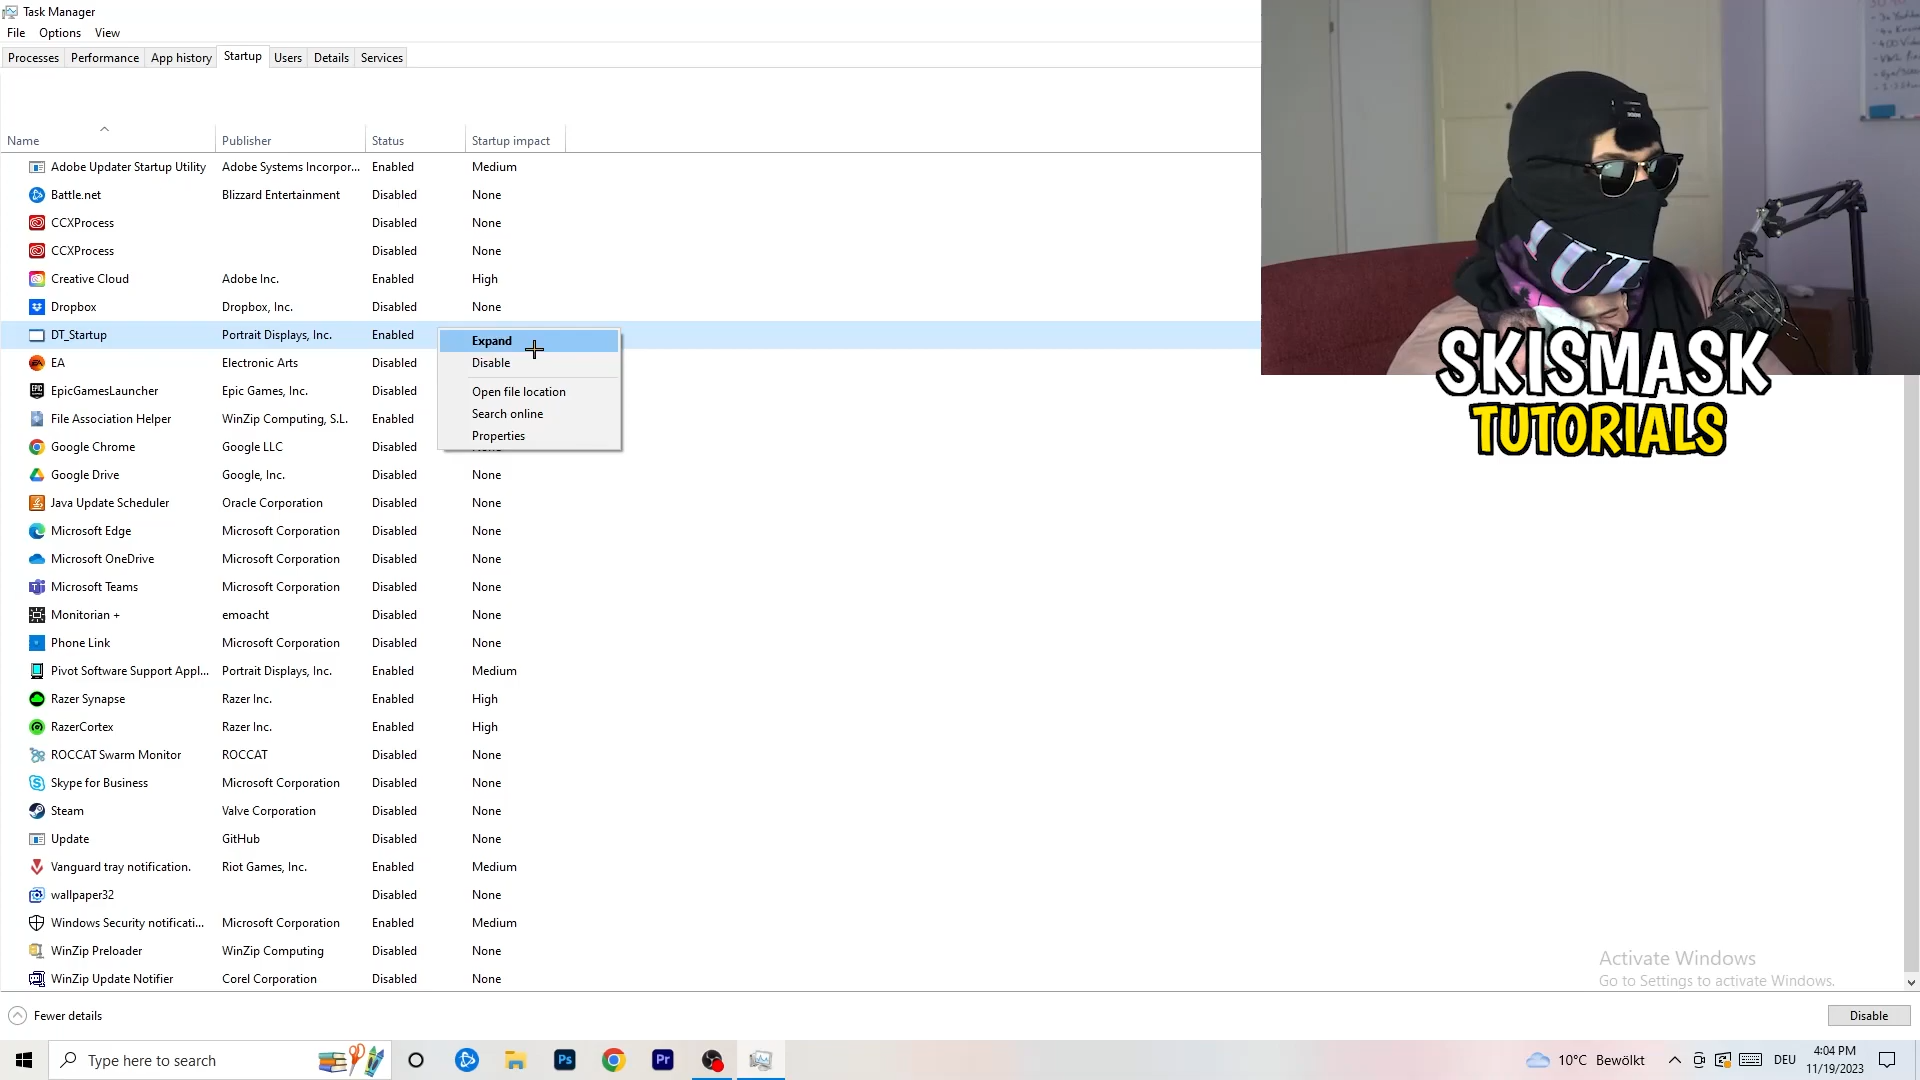 Task Manager
File Options View
Processes Performance App history Startup Users Details Services
Name Publisher Status Startup impact
Adobe Updater Startup Utility Adobe Systems Incorpor... Enabled Medium
Battle.net Blizzard Entertainment Disabled None
CCXProcess Disabled None
CCXProcess Disabled None
Creative Cloud Adobe Inc. Enabled High
Dropbox Dropbox, Inc. Disabled None
DT_Startup Portrait Displays, Inc. Enabled
EA Electronic Arts Disabled
EpicGamesLauncher Epic Games, Inc. Disabled
File Association Helper WinZip Computing, S.L. Enabled
Google Chrome Google LLC Disabled
Google Drive Google, Inc. Disabled None
Java Update Scheduler Oracle Corporation Disabled None
Microsoft Edge Microsoft Corporation Disabled None
Microsoft OneDrive Microsoft Corporation Disabled None
Microsoft Teams Microsoft Corporation Disabled None
Monitorian + emoacht Disabled None
Phone Link Microsoft Corporation Disabled None
Pivot Software Support Appl... Portrait Displays, Inc. Enabled Medium
Razer Synapse Razer Inc. Enabled High
RazerCortex Razer Inc. Enabled High
ROCCAT Swarm Monitor ROCCAT Disabled None
Skype for Business Microsoft Corporation Disabled None
Steam Valve Corporation Disabled None
Update GitHub Disabled None
Vanguard tray notification. Riot Games, Inc. Enabled Medium
wallpaper32 Disabled None
Windows Security notificati... Microsoft Corporation Enabled Medium
WinZip Preloader WinZip Computing Disabled None
WinZip Update Notifier Corel Corporation Disabled None
Expand
Disable
Open file location
Search online
Properties
SKISMASK
TUTORIALS
Activate Windows
Go to Settings to activate Windows.
Fewer details
Disable
Type here to search
Ps
Pr
10°C Bewölkt
DEU
4:04 PM
11/19/2023